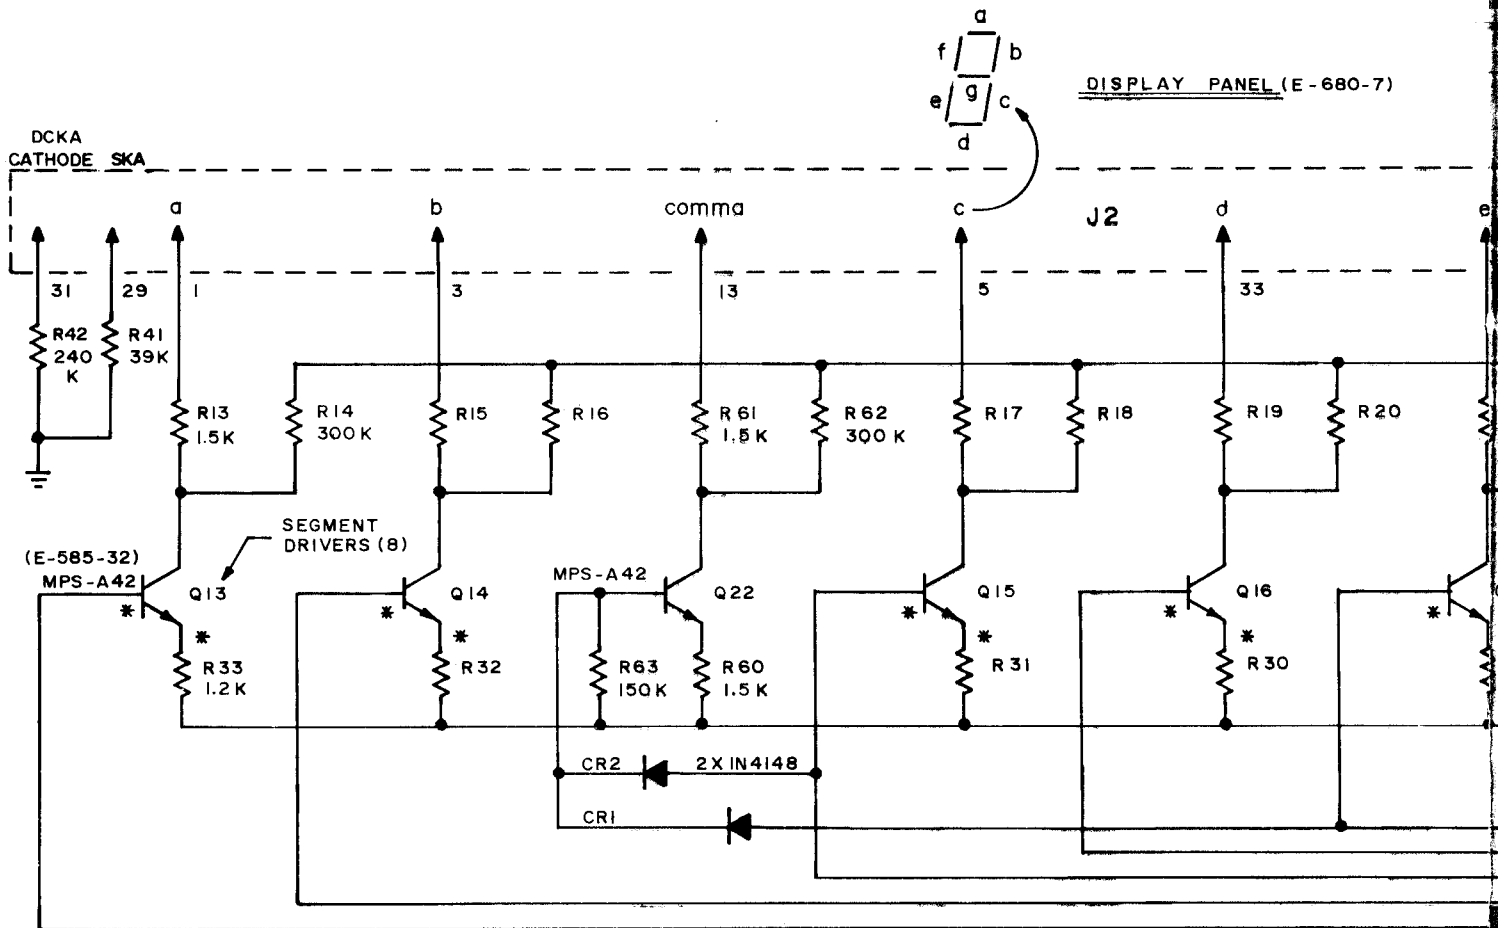 a
f b
DISPLAY PANEL (E-680-7)
e g c
d
DCKA
CATHODE SKA
a b comma c J2 d e
31 29 1 3 13 5 33
R42 R41
240 39K
K
R13 R14 R15 R16 R61 R62 R17 R18 R19 R20
1.5K 300K 1.5K 300K
SEGMENT
DRIVERS (8)
(E-585-32)
MPS-A42 MPS-A42
* Q13 * Q14 Q22 * Q15 * Q16 *
* * * *
R33 R32 R63 R60 R31 R30
1.2K 150K 1.5K
CR2 2X IN4148
CR1